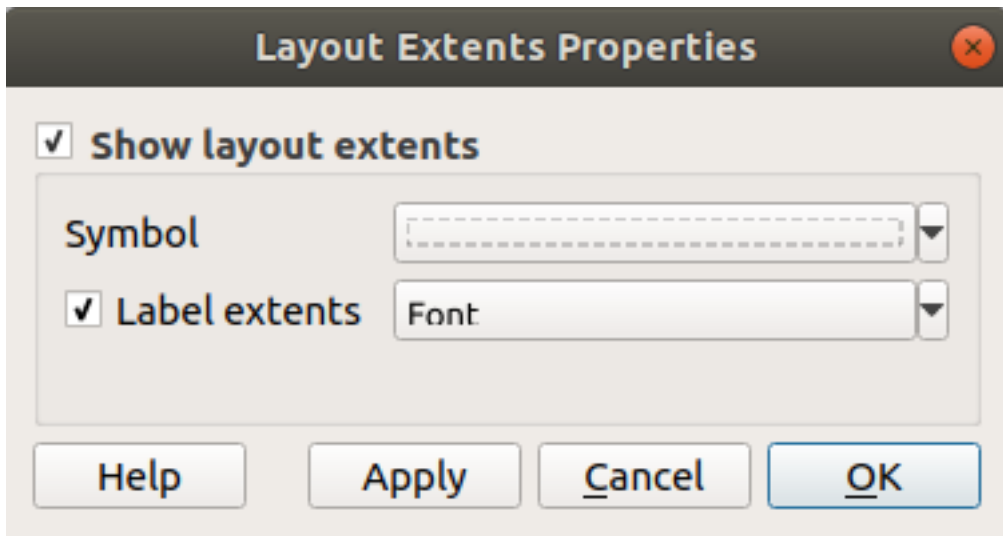 Layout Extents Properties
Show layout extents
Symbol
Label extents Font
Help Apply Cancel OK